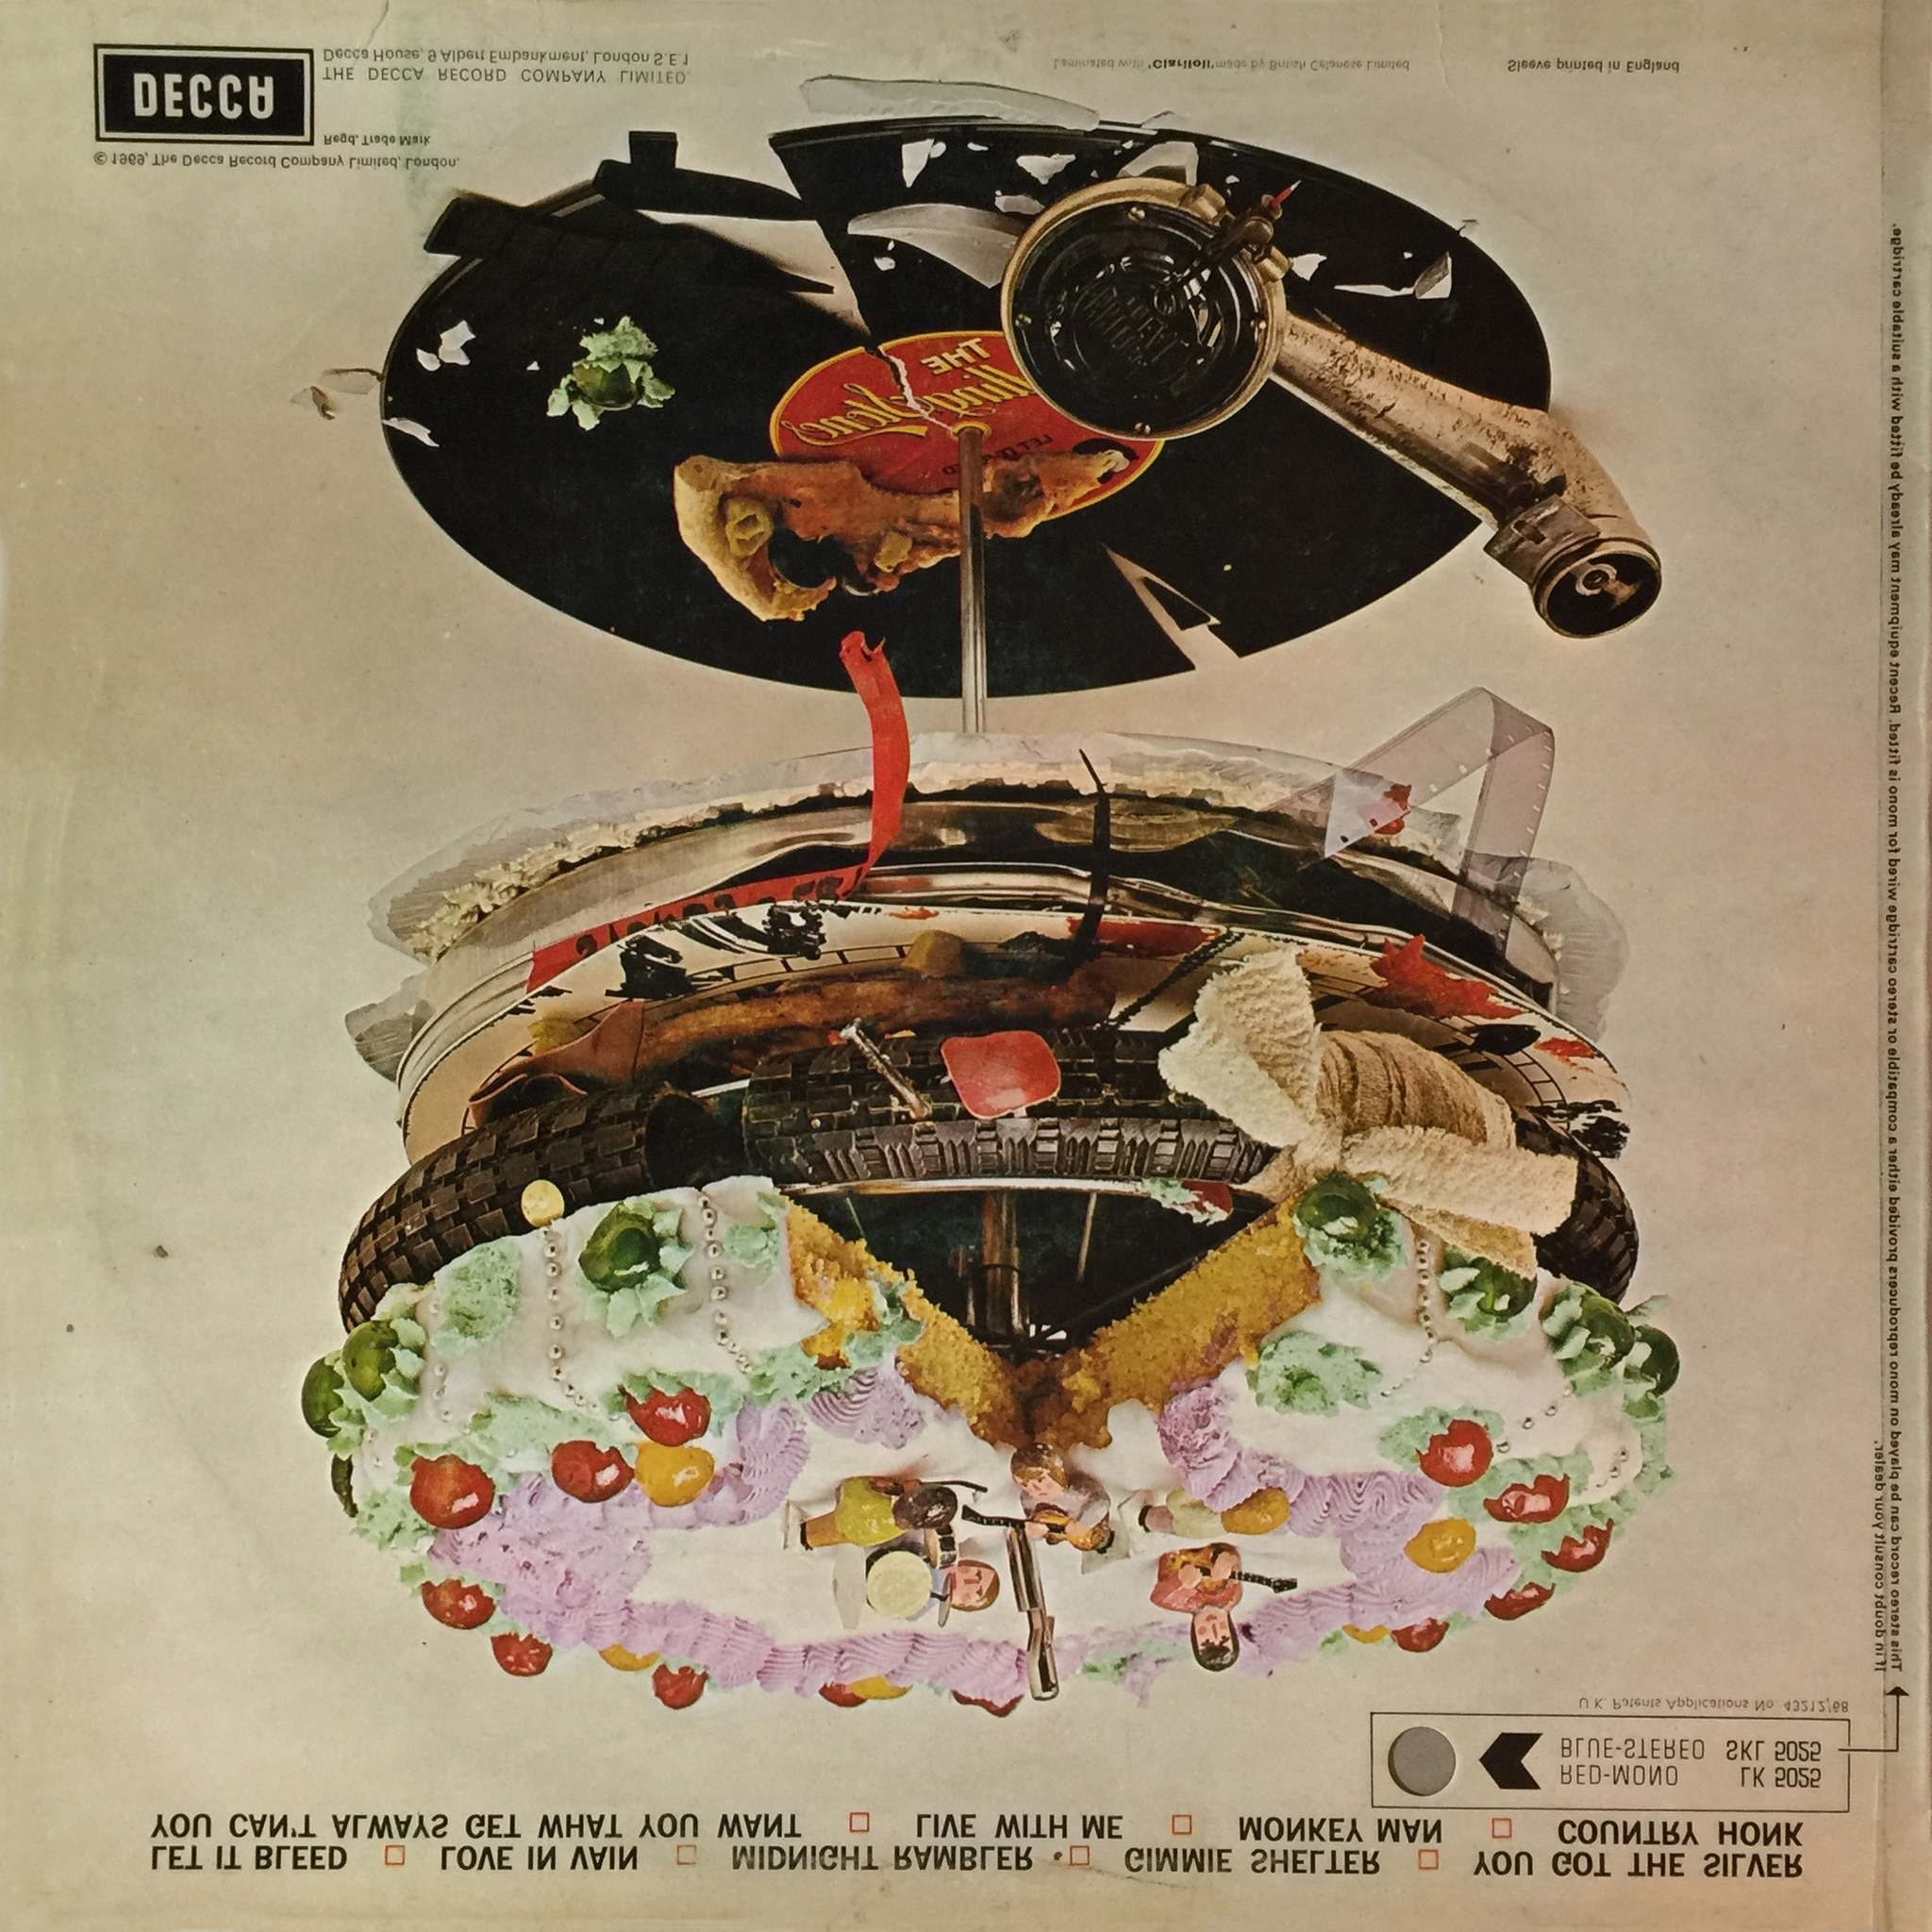 LET IT BLEED LOVE IN VAIN MIDNIGHT RAMBLER GIMMIE SHELTER YOU GOT THE SILVER
YOU CAN'T ALWAYS GET WHAT YOU WANT LIVE WITH ME MONKEY MAN COUNTRY HONK
RED-MONO LK 5025
BLUE-STEREO SKL 5025
U.K. Patents Applications No. 43212/68
This stereo record can be played on mono reproducers provided either a compatible or stereo cartridge wired for mono is fitted. Recent equipment may already be fitted with a suitable cartridge.
If in doubt consult your dealer.
THE
Stones
© 1969, The Decca Record Company Limited, London.
Regd. Trade Mark
DECCA
THE DECCA RECORD COMPANY LIMITED
Decca House, 9 Albert Embankment, London S.E.1
Laminated with 'Clarifoil' made by British Celanese Limited
Sleeve printed in England